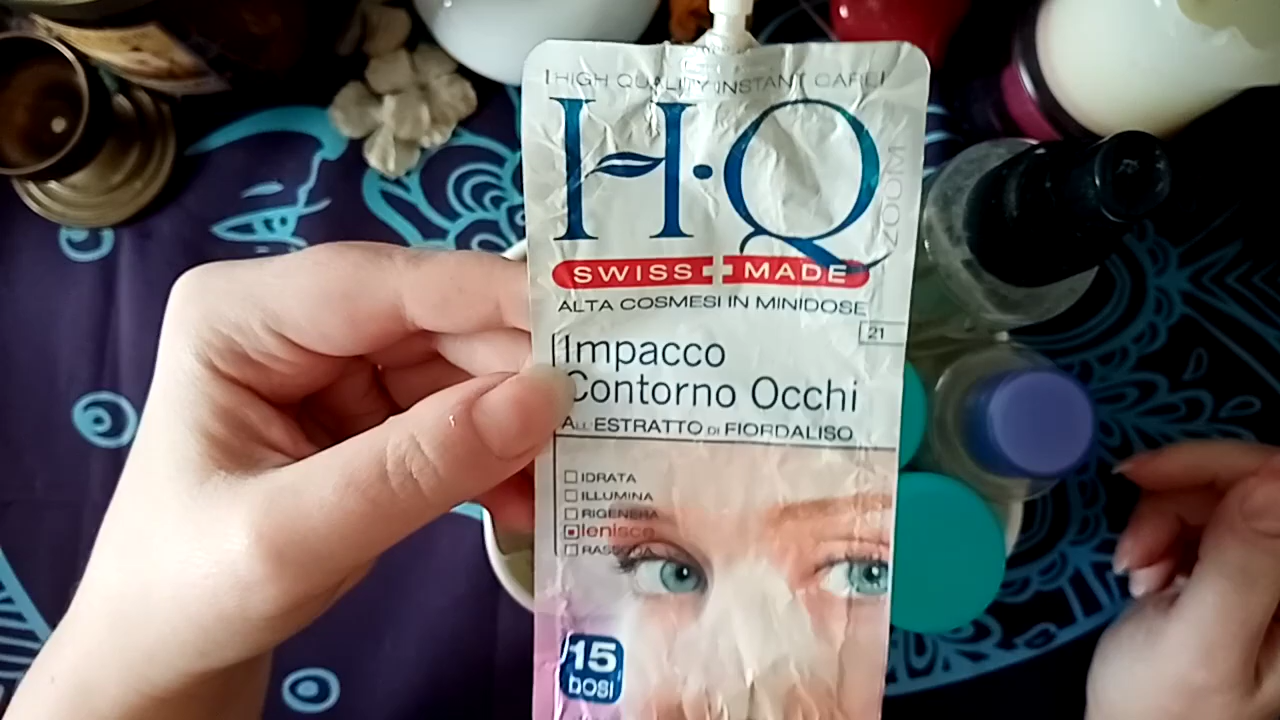 HIGH QUALITY INSTANT CARE
H·Q
ZOOM
SWISS MADE
ALTA COSMESI IN MINIDOSE
21
Impacco
Contorno Occhi
ALL'ESTRATTO DI FIORDALISO
IDRATA
ILLUMINA
RIGENERA
lenisce
RASSODA
15
DOSI